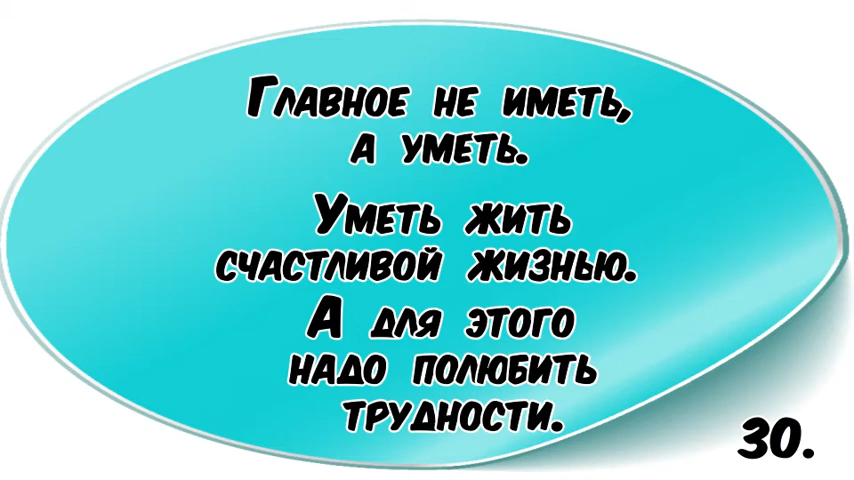 Главное не иметь,
а уметь.
Уметь жить
счастливой жизнью.
А для этого
надо полюбить
трудности.
30.